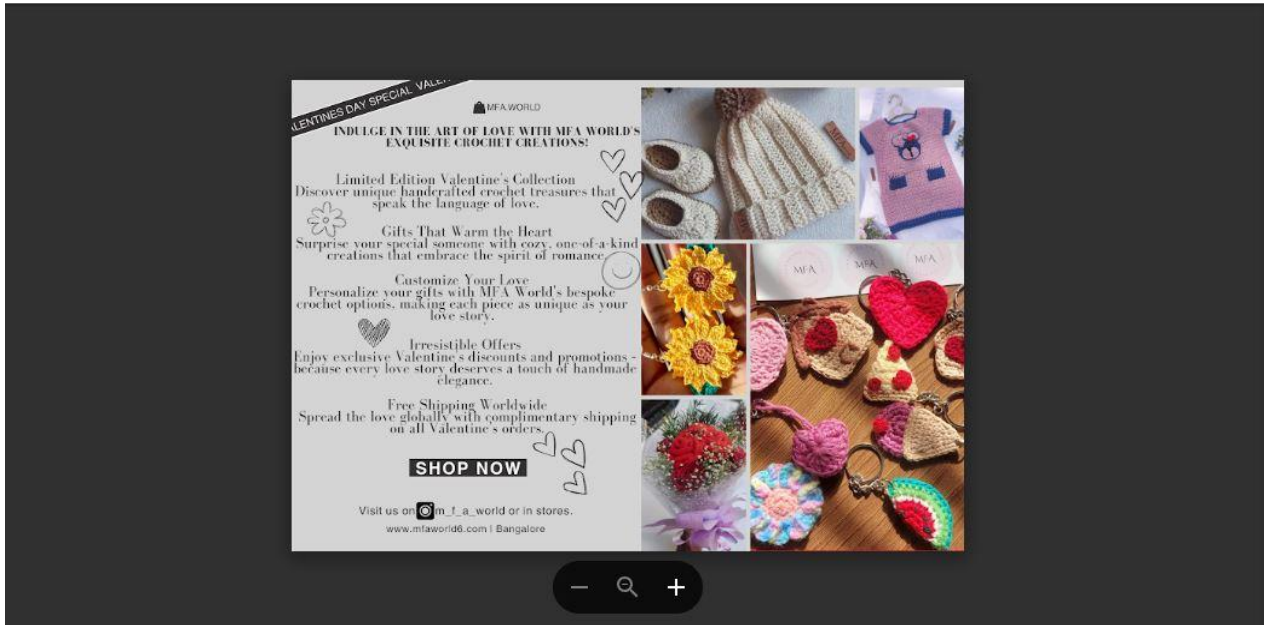 ALENTINES DAY SPECIAL VALE
MFA.WORLD
INDULGE IN THE ART OF LOVE WITH MFA WORLD'S
EXQUISITE CROCHET CREATIONS!
Limited Edition Valentine's Collection
Discover unique handcrafted crochet treasures that
speak the language of love.
Gifts That Warm the Heart
Surprise your special someone with cozy, one-of-a-kind
creations that embrace the spirit of romance.
Customize Your Love
Personalize your gifts with MFA World's bespoke
crochet options, making each piece as unique as your
love story.
Irresistible Offers
Enjoy exclusive Valentine's discounts and promotions -
because every love story deserves a touch of handmade
elegance.
Free Shipping Worldwide
Spread the love globally with complimentary shipping
on all Valentine's orders.
SHOP NOW
Visit us on m_f_a_world or in stores.
www.mfaworld6.com | Bangalore
MFA
MFA
MFA